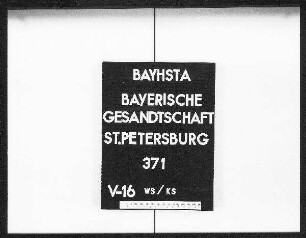 BAYHSTA
BAYERISCHE
GESANDTSCHAFT
ST.PETERSBURG
371
V-16 WS/KS